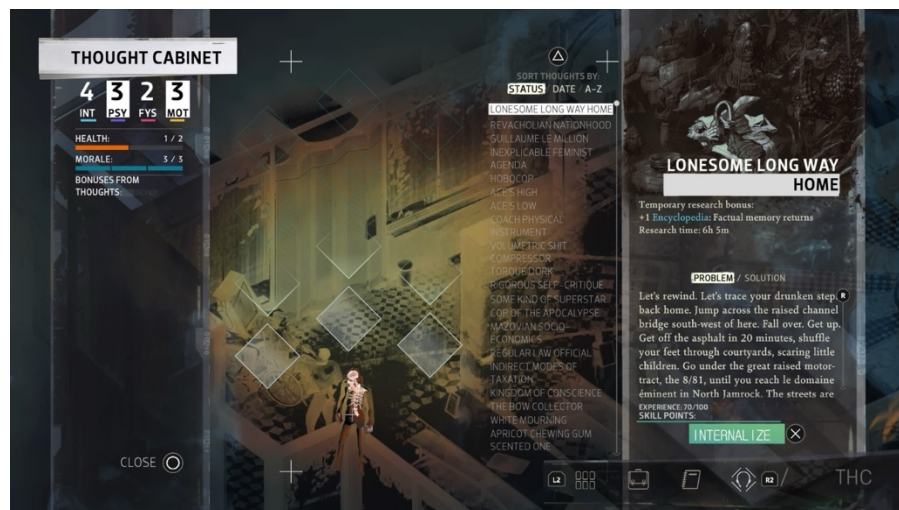 THOUGHT CABINET
4 3 2 3
INT PSY FYS MOT
HEALTH: 1 / 2
MORALE: 3 / 3
BONUSES FROM
THOUGHTS:
CLOSE
SORT THOUGHTS BY:
STATUS / DATE / A-Z
LONESOME LONG WAY HOME
REVACHOLIAN NATIONHOOD
GUILLAUME LE MILLION
INEXPLICABLE FEMINIST
AGENDA
HOBOCOP
ACE'S HIGH
ACE'S LOW
COACH PHYSICAL
INSTRUMENT
VOLUMETRIC SHIT
COMPRESSOR
TORQUE DORK
RIGOROUS SELF-CRITIQUE
SOME KIND OF SUPERSTAR
COP OF THE APOCALYPSE
MAZOVIAN SOCIO-
ECONOMICS
REGULAR LAW OFFICIAL
INDIRECT MODES OF
TAXATION
KINGDOM OF CONSCIENCE
THE BOW COLLECTOR
WHITE MOURNING
APRICOT CHEWING GUM
SCENTED ONE
LONESOME LONG WAY
HOME
Temporary research bonus:
+1 Encyclopedia: Factual memory returns
Research time: 6h 5m
PROBLEM / SOLUTION
Let's rewind. Let's trace your drunken step
back home. Jump across the raised channel
bridge south-west of here. Fall over. Get up.
Get off the asphalt in 20 minutes, shuffle
your feet through courtyards, scaring little
children. Go under the great raised motor-
tract, the 8/81, until you reach le domaine
éminent in North Jamrock. The streets are
R
EXPERIENCE: 70/100
SKILL POINTS:
INTERNALIZE
L2
R2
THC